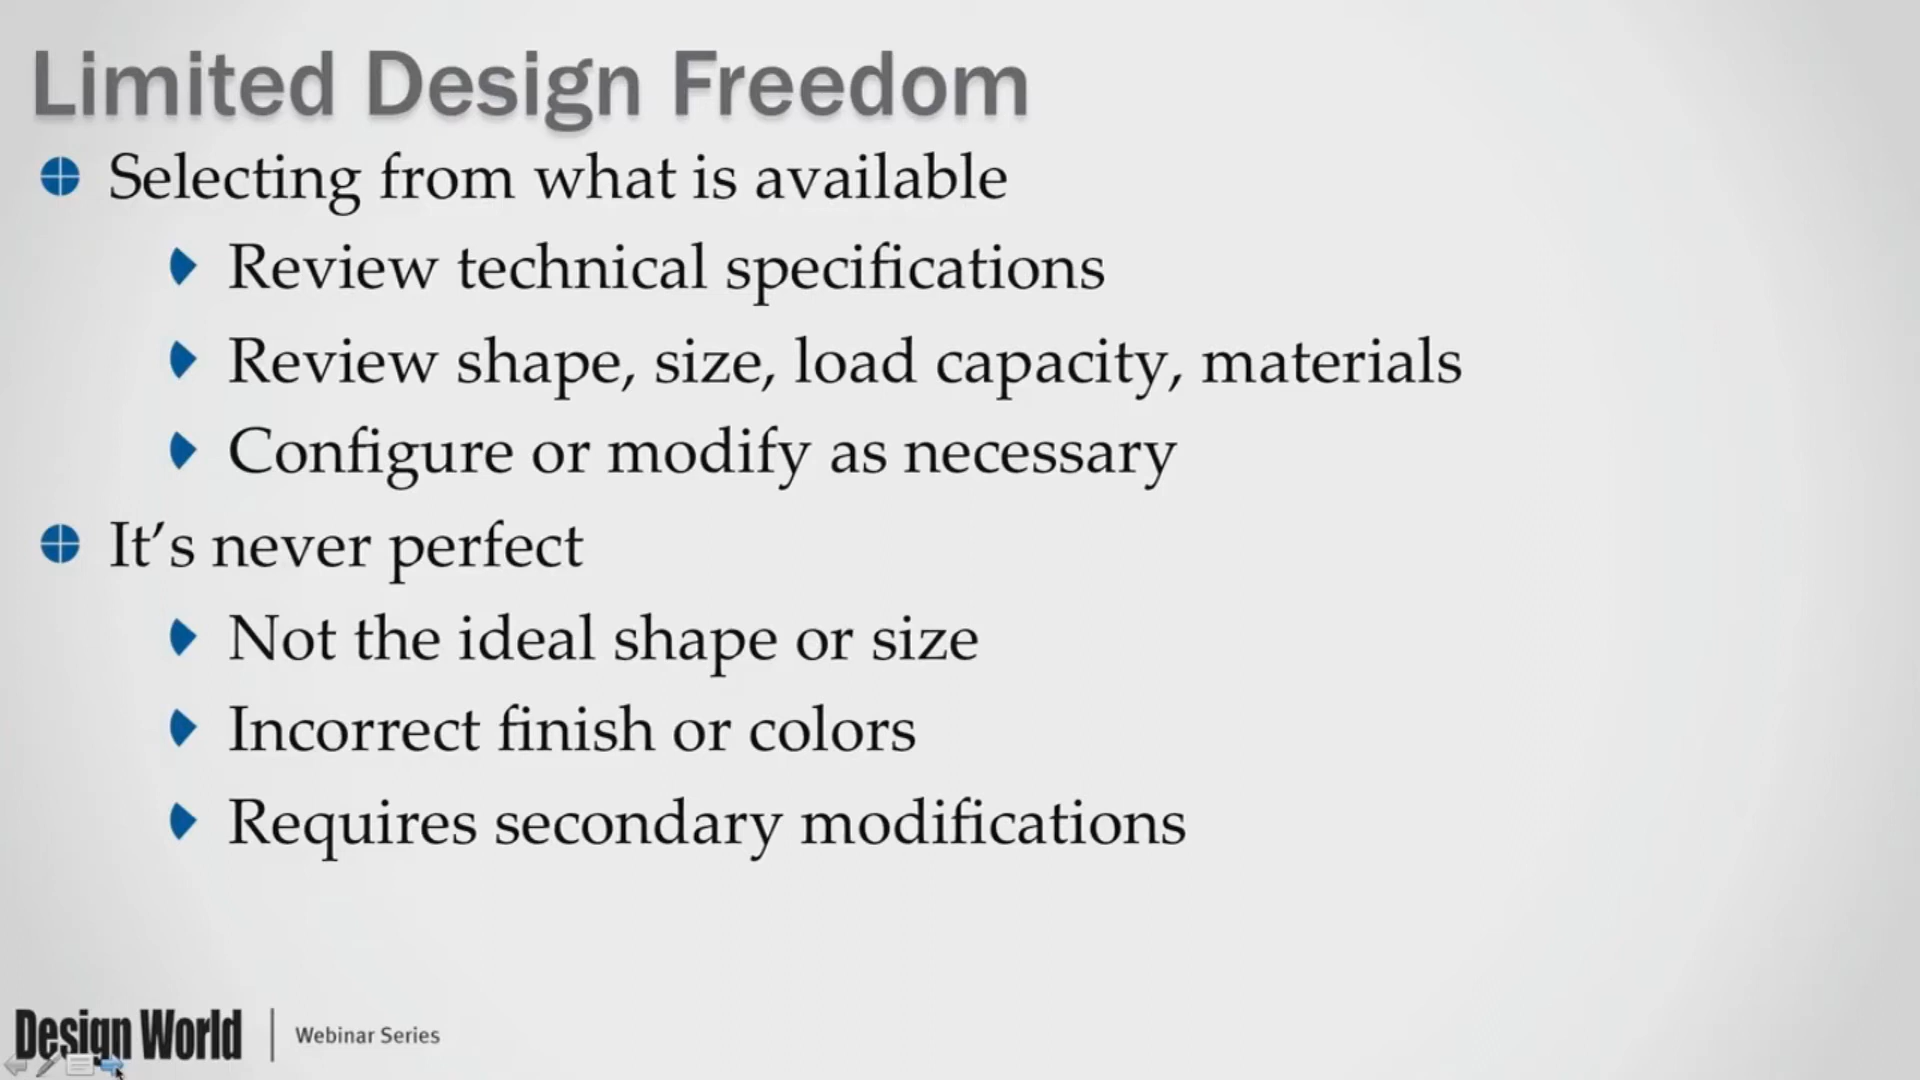 Limited Design Freedom
Selecting from what is available
Review technical specifications
Review shape, size, load capacity, materials
Configure or modify as necessary
It’s never perfect
Not the ideal shape or size
Incorrect finish or colors
Requires secondary modifications
Design World | Webinar Series